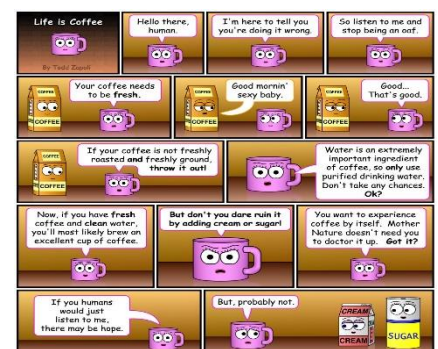 Life is Coffee
By Todd Zapoli
Hello there,
human.
I'm here to tell you
you're doing it wrong.
So listen to me and
stop being an oaf.
Your coffee needs
to be fresh.
COFFEE
COFFEE
Good mornin'
sexy baby.
COFFEE
COFFEE
Good...
That's good.
COFFEE
COFFEE
If your coffee is not freshly
roasted and freshly ground,
throw it out!
COFFEE
COFFEE
Water is an extremely
important ingredient
of coffee, so only use
purified drinking water.
Don't take any chances.
Ok?
Now, if you have fresh
coffee and clean water,
you'll most likely brew an
excellent cup of coffee.
But don't you dare ruin it
by adding cream or sugar!
You want to experience
coffee by itself. Mother
Nature doesn't need you
to doctor it up. Got it?
If you humans
would just
listen to me,
there may be hope.
But, probably not.
CREAM
CREAM
SUGAR